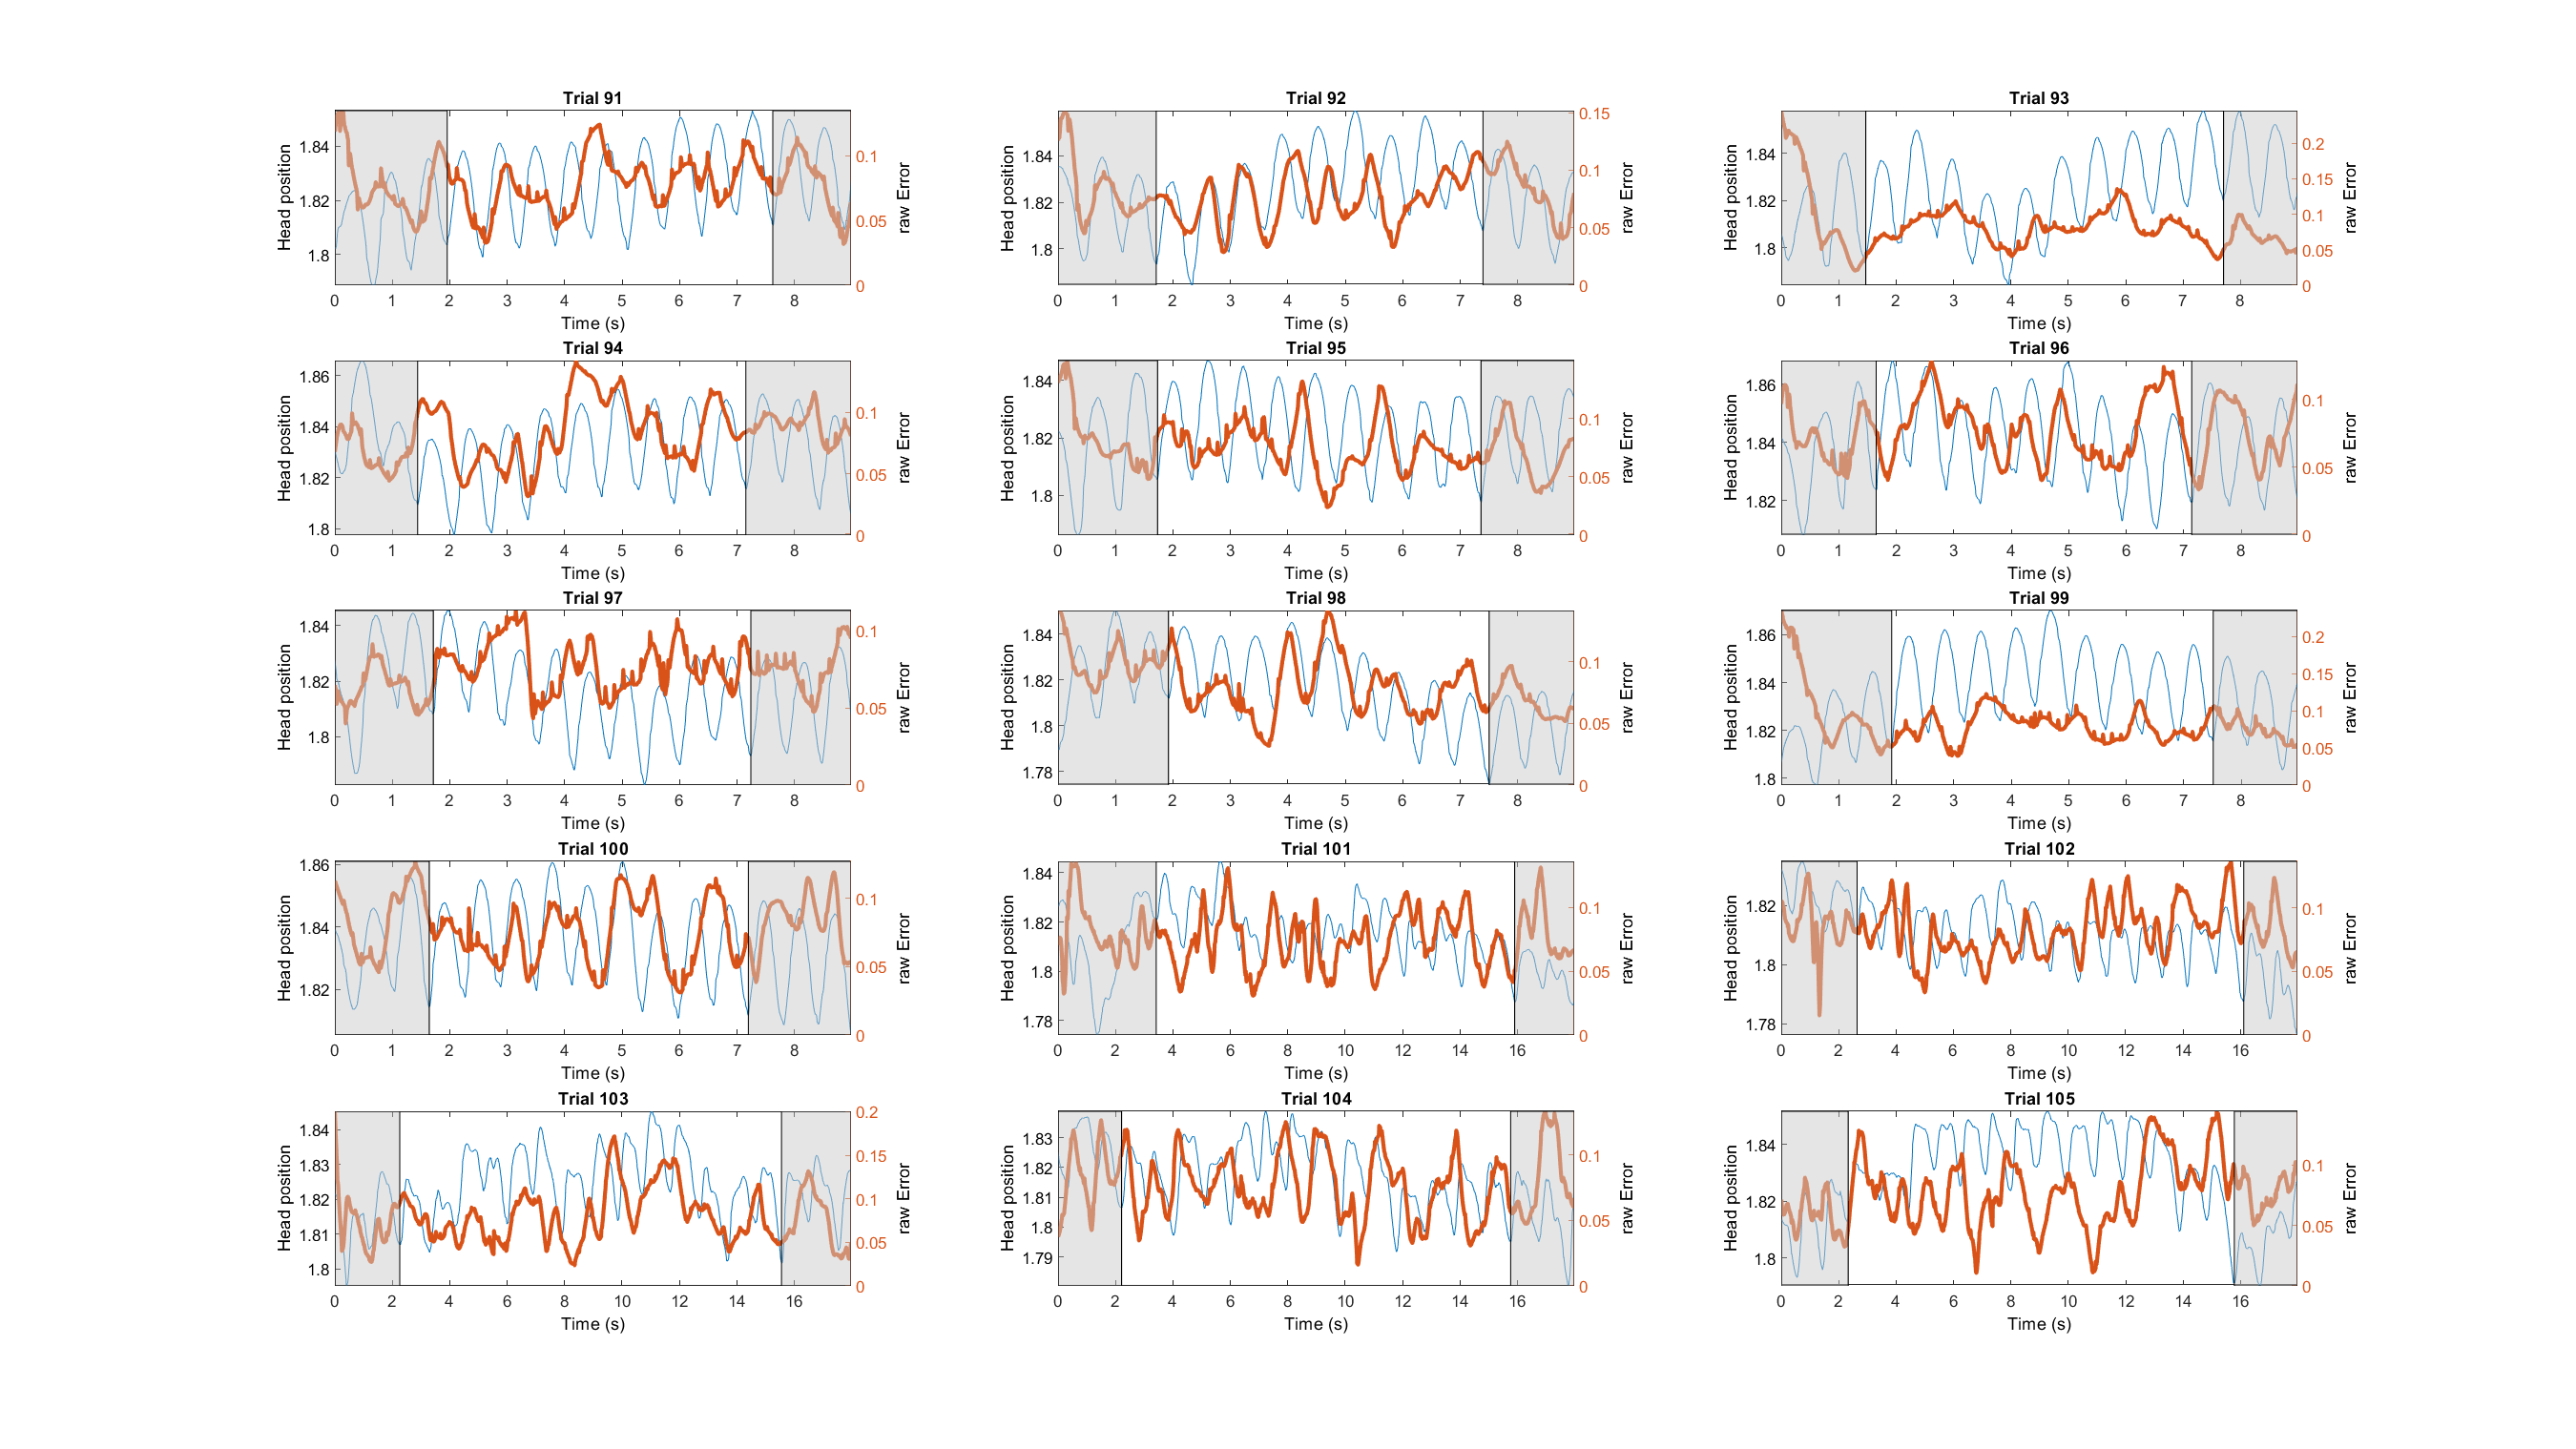 Trial 91
Head position
1.84
1.82
1.8
0.1
0.05
0
raw Error
0 1 2 3 4 5 6 7 8
Time (s)
Trial 92
Head position
1.84
1.82
1.8
0.15
0.1
0.05
0
raw Error
0 1 2 3 4 5 6 7 8
Time (s)
Trial 93
Head position
1.84
1.82
1.8
0.2
0.15
0.1
0.05
0
raw Error
0 1 2 3 4 5 6 7 8
Time (s)
Trial 94
Head position
1.86
1.84
1.82
1.8
0.1
0.05
0
raw Error
0 1 2 3 4 5 6 7 8
Time (s)
Trial 95
Head position
1.84
1.82
1.8
0.1
0.05
0
raw Error
0 1 2 3 4 5 6 7 8
Time (s)
Trial 96
Head position
1.86
1.84
1.82
0.1
0.05
0
raw Error
0 1 2 3 4 5 6 7 8
Time (s)
Trial 97
Head position
1.84
1.82
1.8
0.1
0.05
0
raw Error
0 1 2 3 4 5 6 7 8
Time (s)
Trial 98
Head position
1.84
1.82
1.8
1.78
0.1
0.05
0
raw Error
0 1 2 3 4 5 6 7 8
Time (s)
Trial 99
Head position
1.86
1.84
1.82
1.8
0.2
0.15
0.1
0.05
0
raw Error
0 1 2 3 4 5 6 7 8
Time (s)
Trial 100
Head position
1.86
1.84
1.82
0.1
0.05
0
raw Error
0 1 2 3 4 5 6 7 8
Time (s)
Trial 101
Head position
1.84
1.82
1.8
1.78
0.1
0.05
0
raw Error
0 2 4 6 8 10 12 14 16
Time (s)
Trial 102
Head position
1.82
1.8
1.78
0.1
0.05
0
raw Error
0 2 4 6 8 10 12 14 16
Time (s)
Trial 103
Head position
1.84
1.83
1.82
1.81
1.8
0.2
0.15
0.1
0.05
0
raw Error
0 2 4 6 8 10 12 14 16
Time (s)
Trial 104
Head position
1.83
1.82
1.81
1.8
1.79
0.1
0.05
0
raw Error
0 2 4 6 8 10 12 14 16
Time (s)
Trial 105
Head position
1.84
1.82
1.8
0.1
0.05
0
raw Error
0 2 4 6 8 10 12 14 16
Time (s)